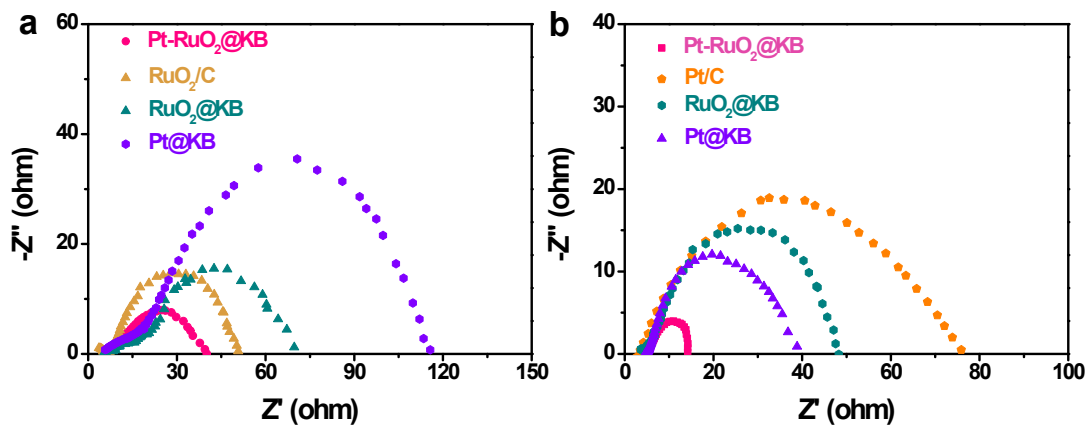 a
60
40
20
0
-Z'' (ohm)
Pt-RuO₂@KB
RuO₂/C
RuO₂@KB
Pt@KB
0 30 60 90 120 150
Z' (ohm)
b
40
30
20
10
0
-Z'' (ohm)
Pt-RuO₂@KB
Pt/C
RuO₂@KB
Pt@KB
0 20 40 60 80 100
Z' (ohm)